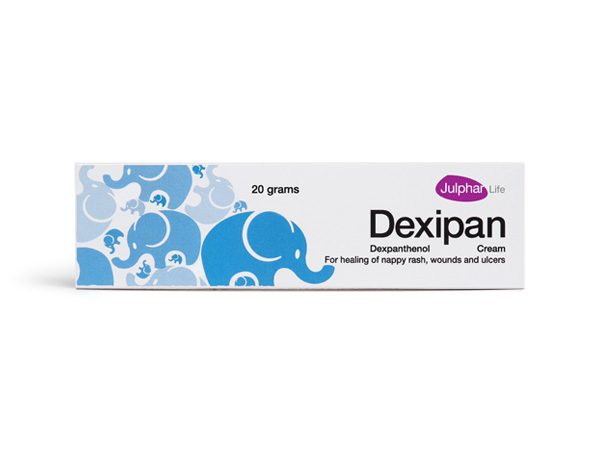 20 grams
Julphar Life
Dexipan
Dexpanthenol Cream
For healing of nappy rash, wounds and ulcers